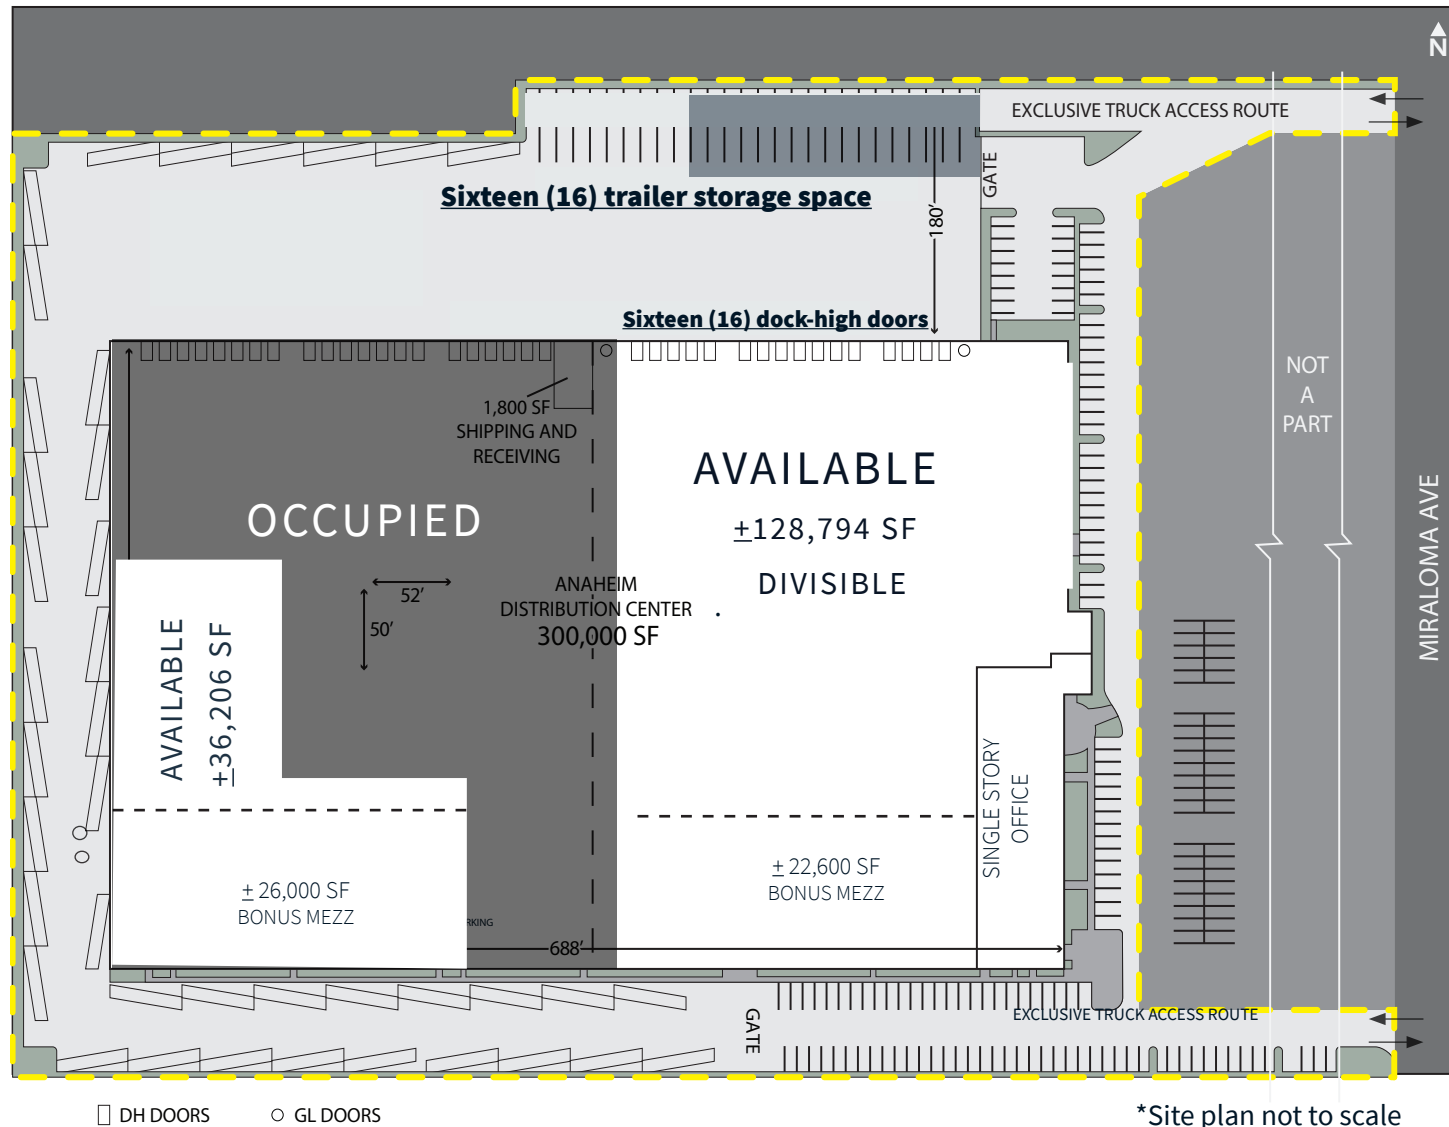 N
EXCLUSIVE TRUCK ACCESS ROUTE
GATE
Sixteen (16) trailer storage space
180'
Sixteen (16) dock-high doors
NOT
A
PART
1,800 SF
SHIPPING AND
RECEIVING
AVAILABLE
+128,794 SF
DIVISIBLE
OCCUPIED
MIRALOMA AVE
52'
50'
ANAHEIM
DISTRIBUTION CENTER
300,000 SF
AVAILABLE
+36,206 SF
SINGLE STORY
OFFICE
± 26,000 SF
BONUS MEZZ
± 22,600 SF
BONUS MEZZ
RKING
688'
GATE
EXCLUSIVE TRUCK ACCESS ROUTE
DH DOORS
GL DOORS
*Site plan not to scale